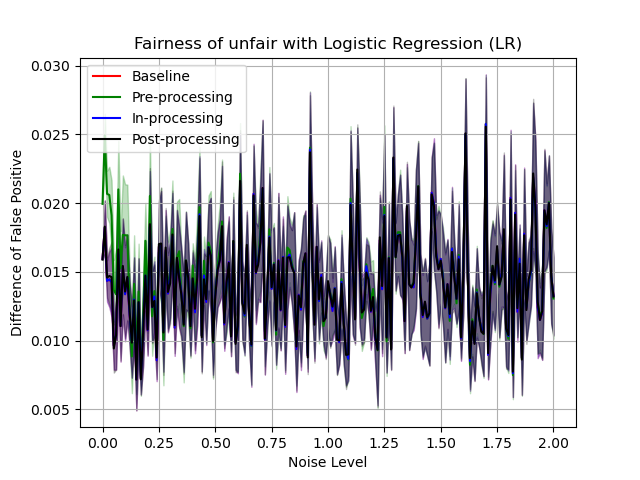 Fairness of unfair with Logistic Regression (LR)
Baseline
Pre-processing
In-processing
Post-processing
Difference of False Positive
0.030
0.025
0.020
0.015
0.010
0.005
0.00 0.25 0.50 0.75 1.00 1.25 1.50 1.75 2.00
Noise Level